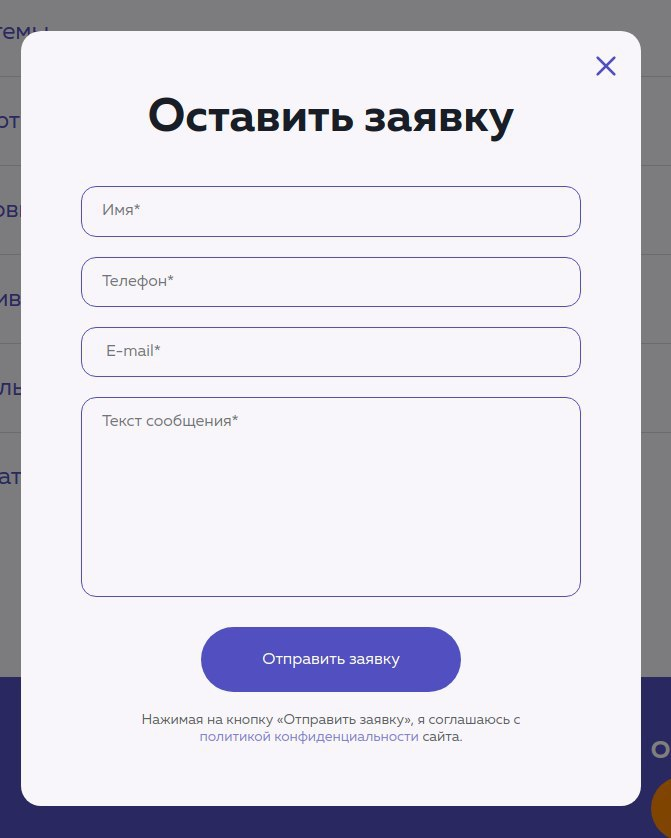 Оставить заявку
Имя*
Телефон*
E-mail*
Текст сообщения*
Отправить заявку
Нажимая на кнопку «Отправить заявку», я соглашаюсь с
политикой конфиденциальности сайта.